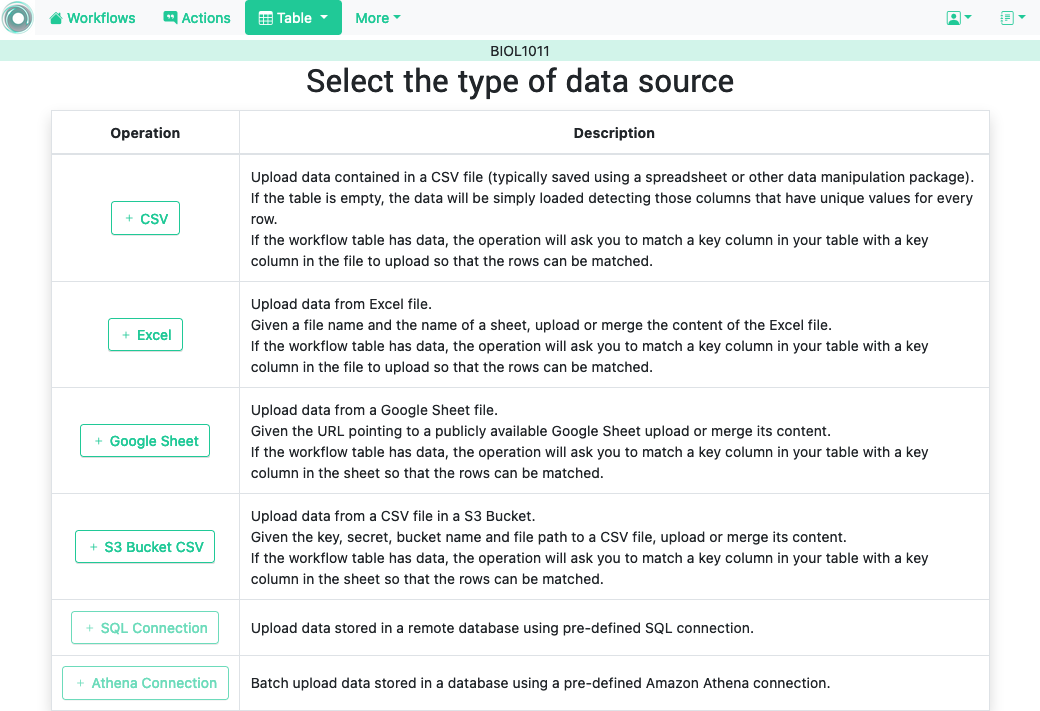 Workflows Actions Table More
BIOL1011
Select the type of data source
Operation Description
+ CSV
Upload data contained in a CSV file (typically saved using a spreadsheet or other data manipulation package).
If the table is empty, the data will be simply loaded detecting those columns that have unique values for every
row.
If the workflow table has data, the operation will ask you to match a key column in your table with a key
column in the file to upload so that the rows can be matched.
+ Excel
Upload data from Excel file.
Given a file name and the name of a sheet, upload or merge the content of the Excel file.
If the workflow table has data, the operation will ask you to match a key column in your table with a key
column in the file to upload so that the rows can be matched.
+ Google Sheet
Upload data from a Google Sheet file.
Given the URL pointing to a publicly available Google Sheet upload or merge its content.
If the workflow table has data, the operation will ask you to match a key column in your table with a key
column in the sheet so that the rows can be matched.
+ S3 Bucket CSV
Upload data from a CSV file in a S3 Bucket.
Given the key, secret, bucket name and file path to a CSV file, upload or merge its content.
If the workflow table has data, the operation will ask you to match a key column in your table with a key
column in the sheet so that the rows can be matched.
+ SQL Connection
Upload data stored in a remote database using pre-defined SQL connection.
+ Athena Connection
Batch upload data stored in a database using a pre-defined Amazon Athena connection.